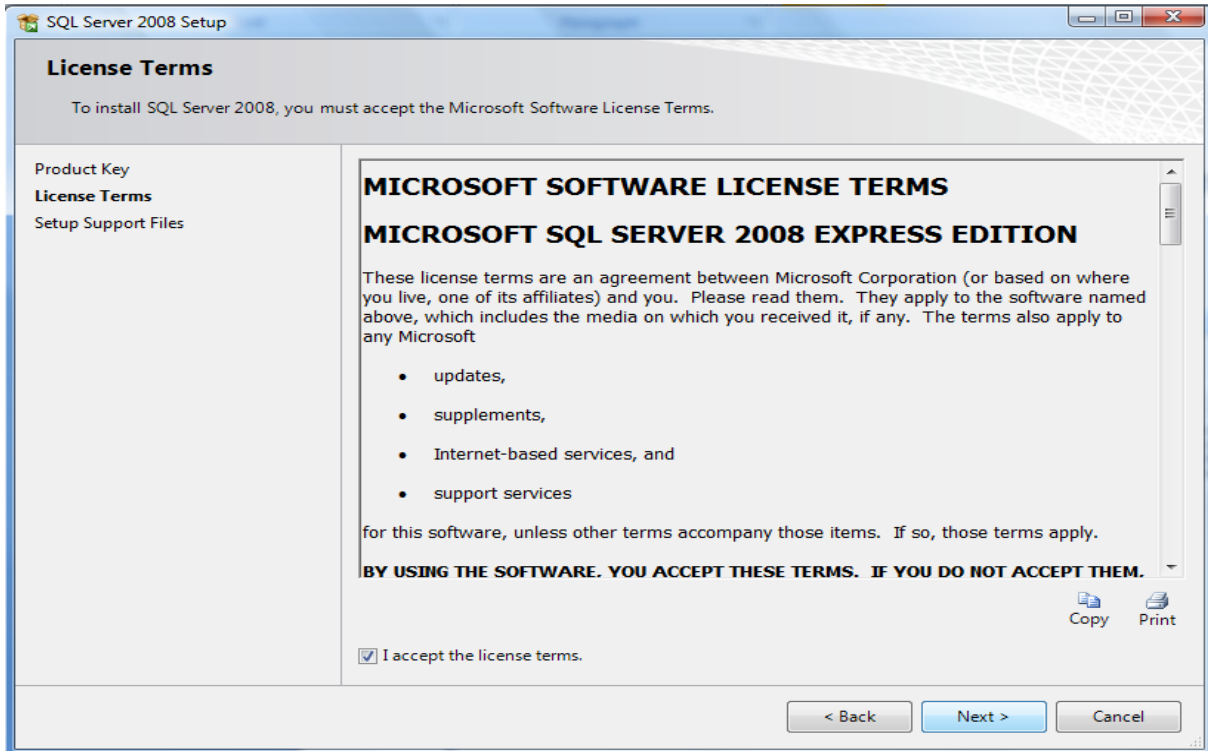 SQL Server 2008 Setup
License Terms
To install SQL Server 2008, you must accept the Microsoft Software License Terms.
Product Key
License Terms
Setup Support Files
MICROSOFT SOFTWARE LICENSE TERMS
MICROSOFT SQL SERVER 2008 EXPRESS EDITION
These license terms are an agreement between Microsoft Corporation (or based on where
you live, one of its affiliates) and you.  Please read them.  They apply to the software named
above, which includes the media on which you received it, if any.  The terms also apply to
any Microsoft
• updates,
• supplements,
• Internet-based services, and
• support services
for this software, unless other terms accompany those items.  If so, those terms apply.
BY USING THE SOFTWARE, YOU ACCEPT THESE TERMS.  IF YOU DO NOT ACCEPT THEM,
Copy Print
I accept the license terms.
< Back Next > Cancel